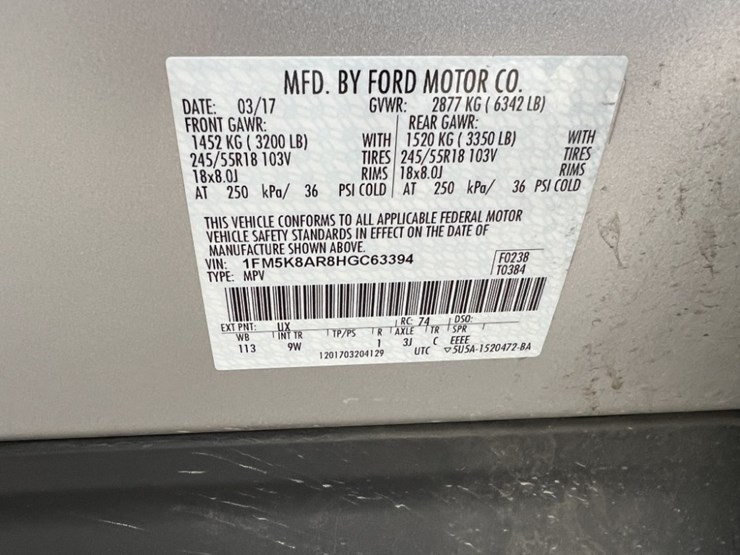 MFD. BY FORD MOTOR CO.
DATE: 03/17 GVWR: 2877 KG ( 6342 LB)
FRONT GAWR: REAR GAWR:
1452 KG ( 3200 LB) WITH 1520 KG ( 3350 LB) WITH
245/55R18 103V TIRES 245/55R18 103V TIRES
18x8.0J RIMS 18x8.0J RIMS
AT 250 kPa/ 36 PSI COLD AT 250 kPa/ 36 PSI COLD
THIS VEHICLE CONFORMS TO ALL APPLICABLE FEDERAL MOTOR
VEHICLE SAFETY STANDARDS IN EFFECT ON THE DATE OF
MANUFACTURE SHOWN ABOVE.
VIN: 1FM5K8AR8HGC63394 F0238
TYPE: MPV T0384
EXT PNT: UX RC: 74 DSO:
WB INT TR TP/PS R AXLE TR SPR
113 9W 1 3J C EEEE
1201703204129 UTC ▽5U5A-1520472-BA